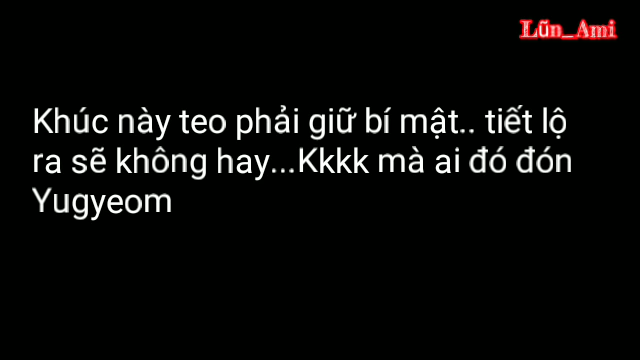 Lũn_Ami
Khúc này teo phải giữ bí mật.. tiết lộ
ra sẽ không hay...Kkkk mà ai đó đón
Yugyeom